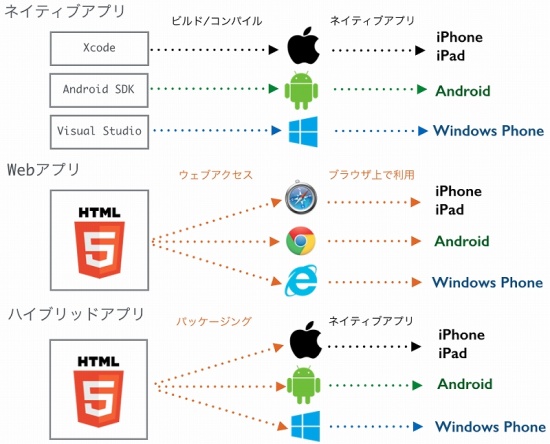 ネイティブアプリ
ビルド/コンパイル
ネイティブアプリ
Xcode
iPhone
iPad
Android SDK
Android
Visual Studio
Windows Phone
Webアプリ
ウェブアクセス
ブラウザ上で利用
HTML
5
iPhone
iPad
Android
Windows Phone
ハイブリッドアプリ
パッケージング
ネイティブアプリ
HTML
5
iPhone
iPad
Android
Windows Phone